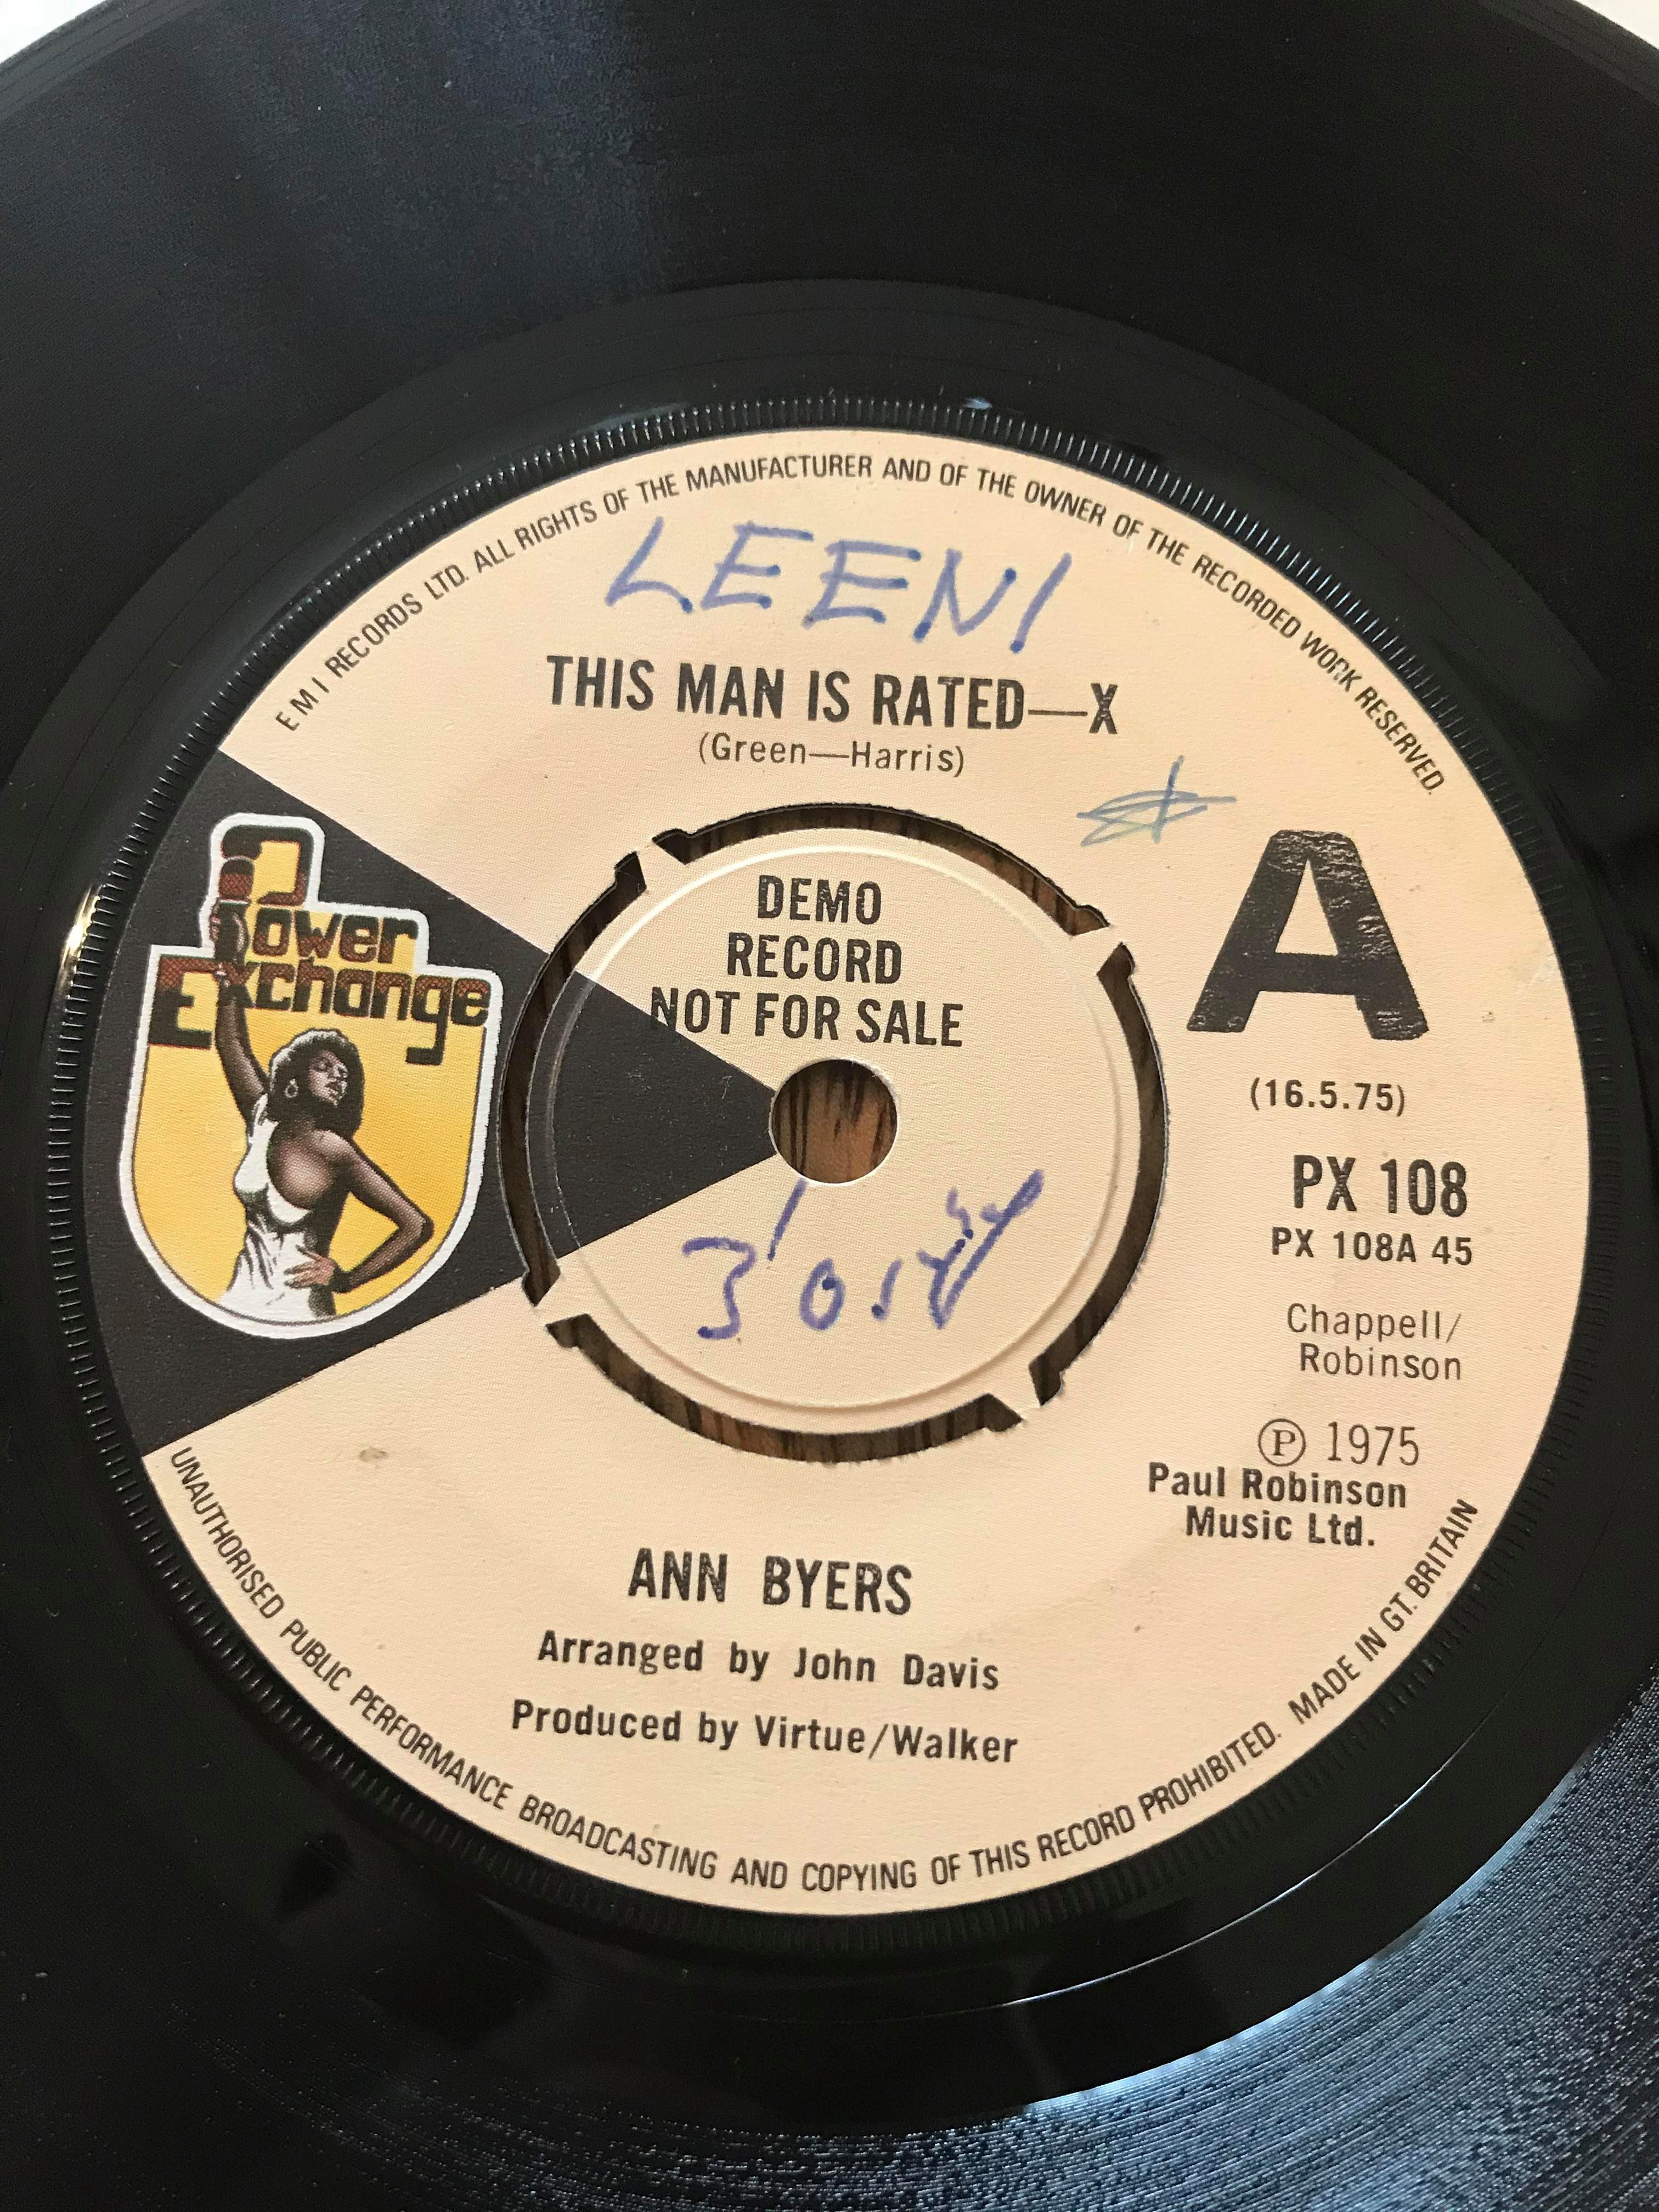 E M I RECORDS LTD. ALL RIGHTS OF THE MANUFACTURER AND OF THE OWNER OF THE RECORDED WORK RESERVED.
LEENI
THIS MAN IS RATED—X
(Green—Harris)
Power
Exchange
DEMO
RECORD
NOT FOR SALE
A
(16.5.75)
PX 108
PX 108A 45
Chappell/
Robinson
℗ 1975
Paul Robinson
Music Ltd.
ANN BYERS
Arranged by John Davis
Produced by Virtue/Walker
UNAUTHORISED PUBLIC PERFORMANCE BROADCASTING AND COPYING OF THIS RECORD PROHIBITED. MADE IN GT. BRITAIN